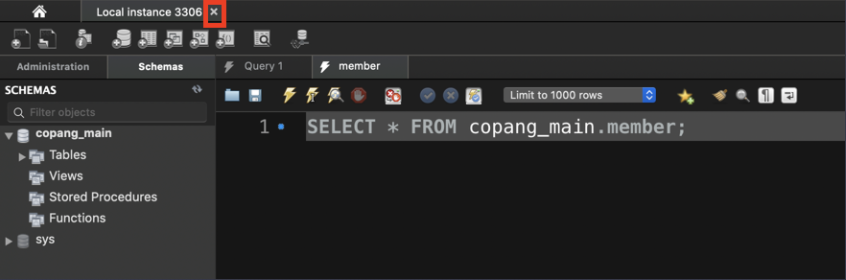 Local instance 3306
Administration Schemas Query 1 member
SCHEMAS
Filter objects
Limit to 1000 rows
copang_main
Tables
Views
Stored Procedures
Functions
sys
1 SELECT * FROM copang_main.member;